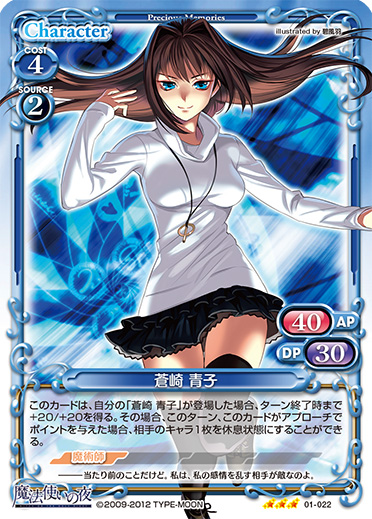 Precious Memories
Character
illustrated by 碧風羽
COST
4
SOURCE
2
40 AP
DP 30
蒼崎 青子
このカードは、自分の「蒼崎 青子」が登場した場合、ターン終了時まで
+20/+20を得る。その場合、このターン、このカードがアプローチで
ポイントを与えた場合、相手のキャラ1枚を休息状態にすることができ
る。
魔術師
――当たり前のことだけど。私は、私の感情を乱す相手が敵なのよ。
魔法使いの夜
©2009-2012 TYPE-MOON
01-022